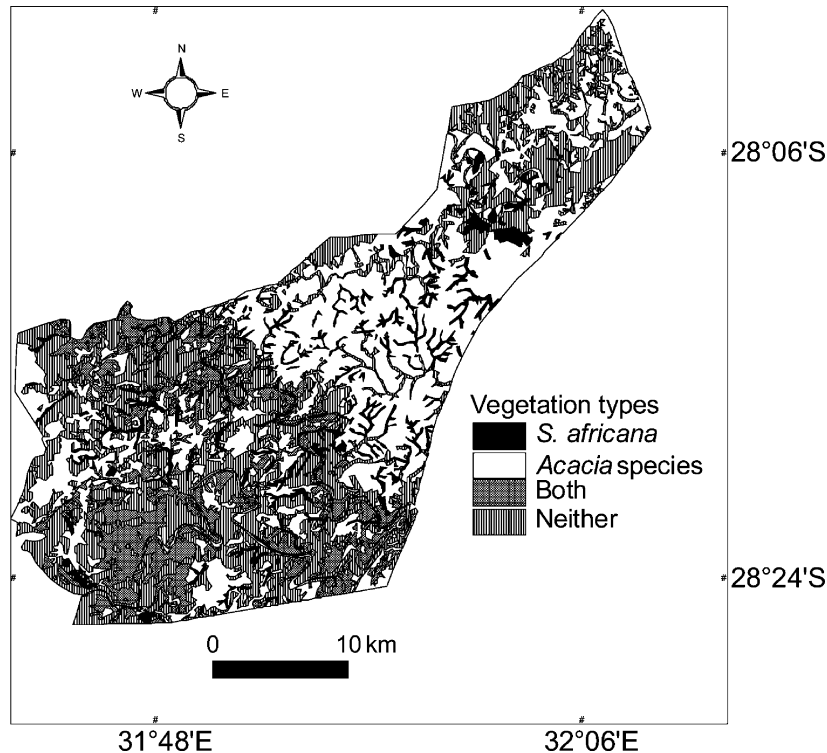 N
W E
S
28°06'S
Vegetation types
S. africana
Acacia species
Both
Neither
28°24'S
0 10 km
31°48'E 32°06'E